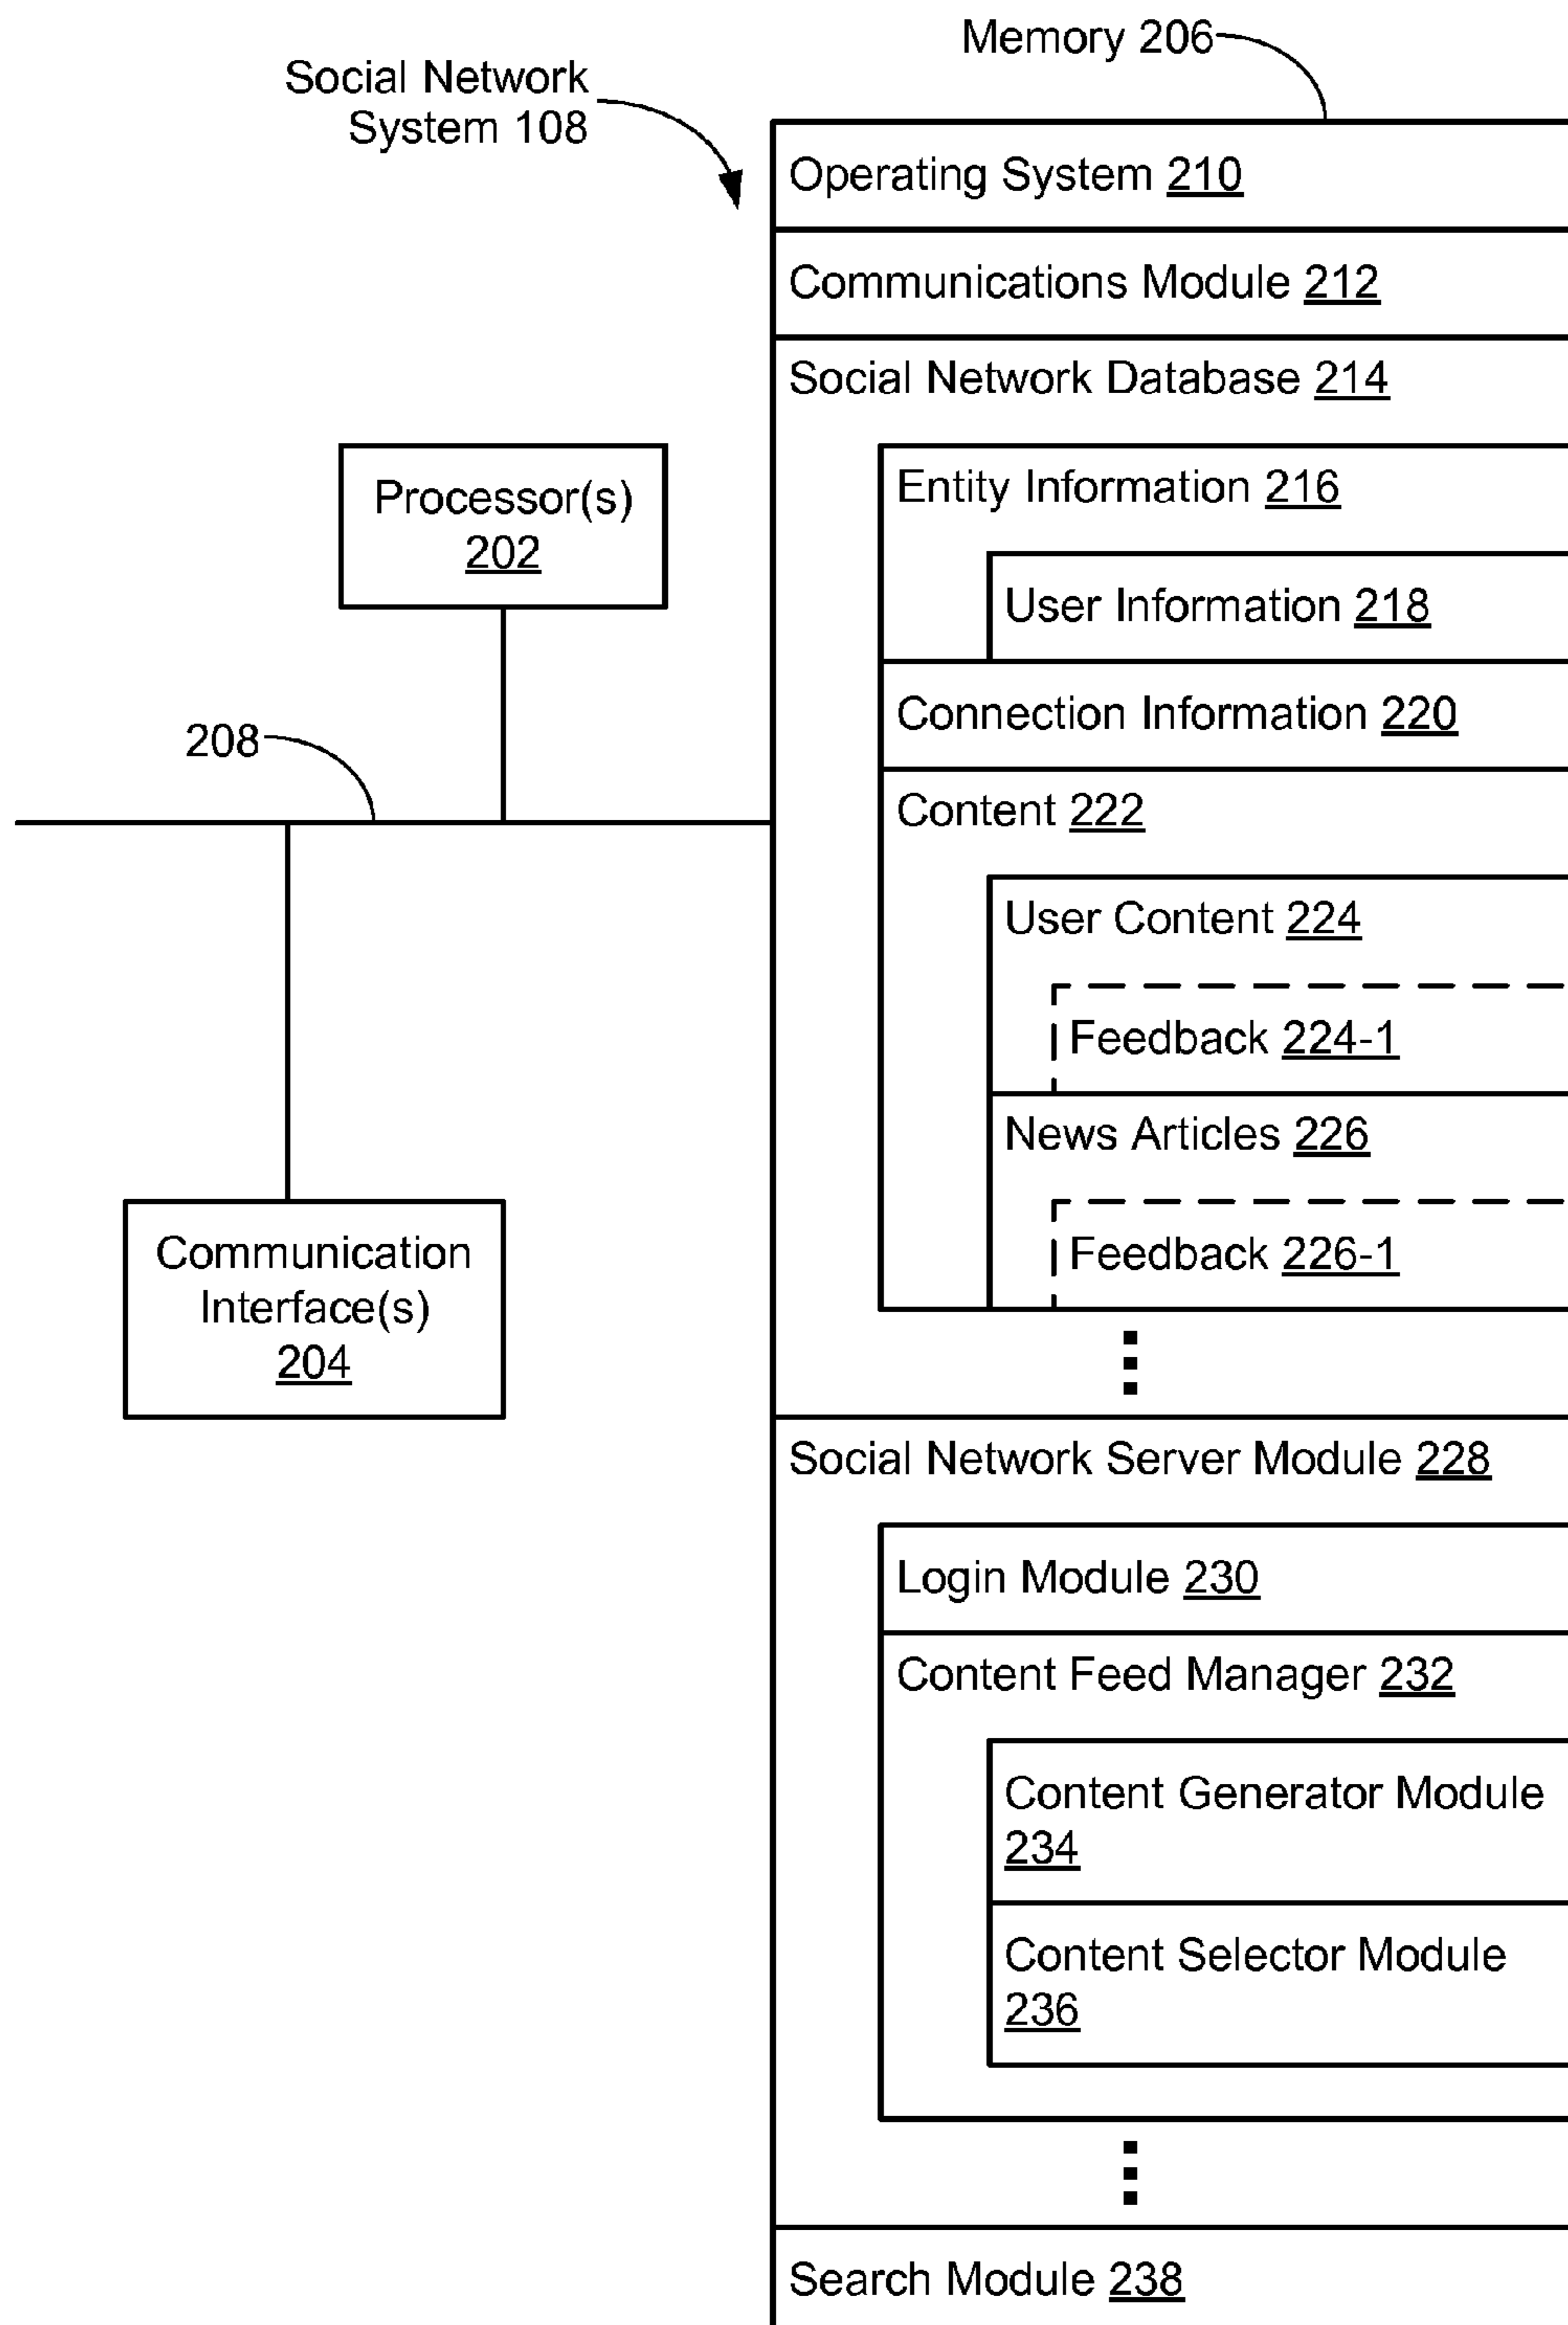 Memory 206
Social Network
System 108
Operating System 210
Communications Module 212
Social Network Database 214
Processor(s)
202
Entity Information 216
User Information 218
Connection Information 220
208
Content 222
User Content 224
Feedback 224-1
News Articles 226
Feedback 226-1
Communication
Interface(s)
204
Social Network Server Module 228
Login Module 230
Content Feed Manager 232
Content Generator Module
234
Content Selector Module
236
Search Module 238